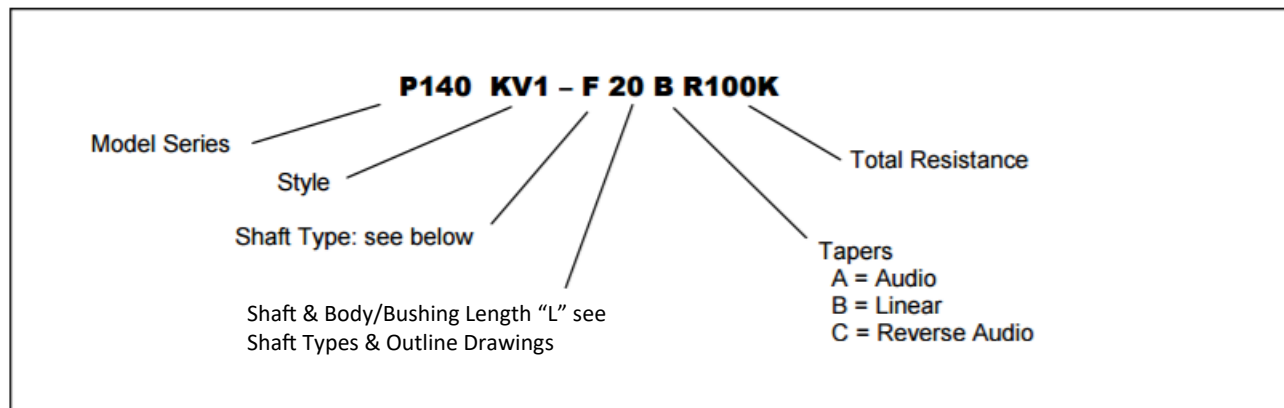 P140 KV1 – F 20 B R100K
Model Series
Total Resistance
Style
Shaft Type: see below
Tapers
A = Audio
B = Linear
C = Reverse Audio
Shaft & Body/Bushing Length “L” see
Shaft Types & Outline Drawings